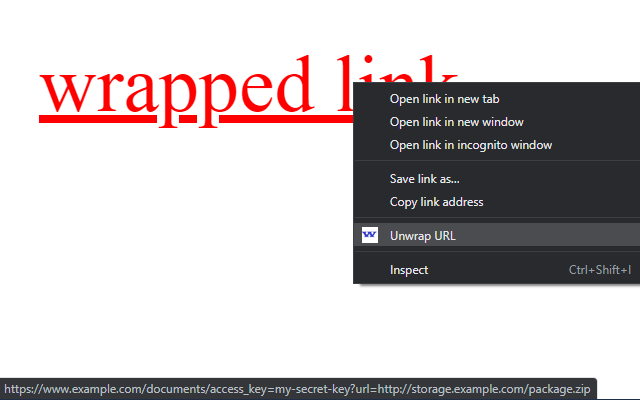 wrapped link
Open link in new tab
Open link in new window
Open link in incognito window
Save link as...
Copy link address
W Unwrap URL
Inspect Ctrl+Shift+I
https://www.example.com/documents/access_key=my-secret-key?url=http://storage.example.com/package.zip